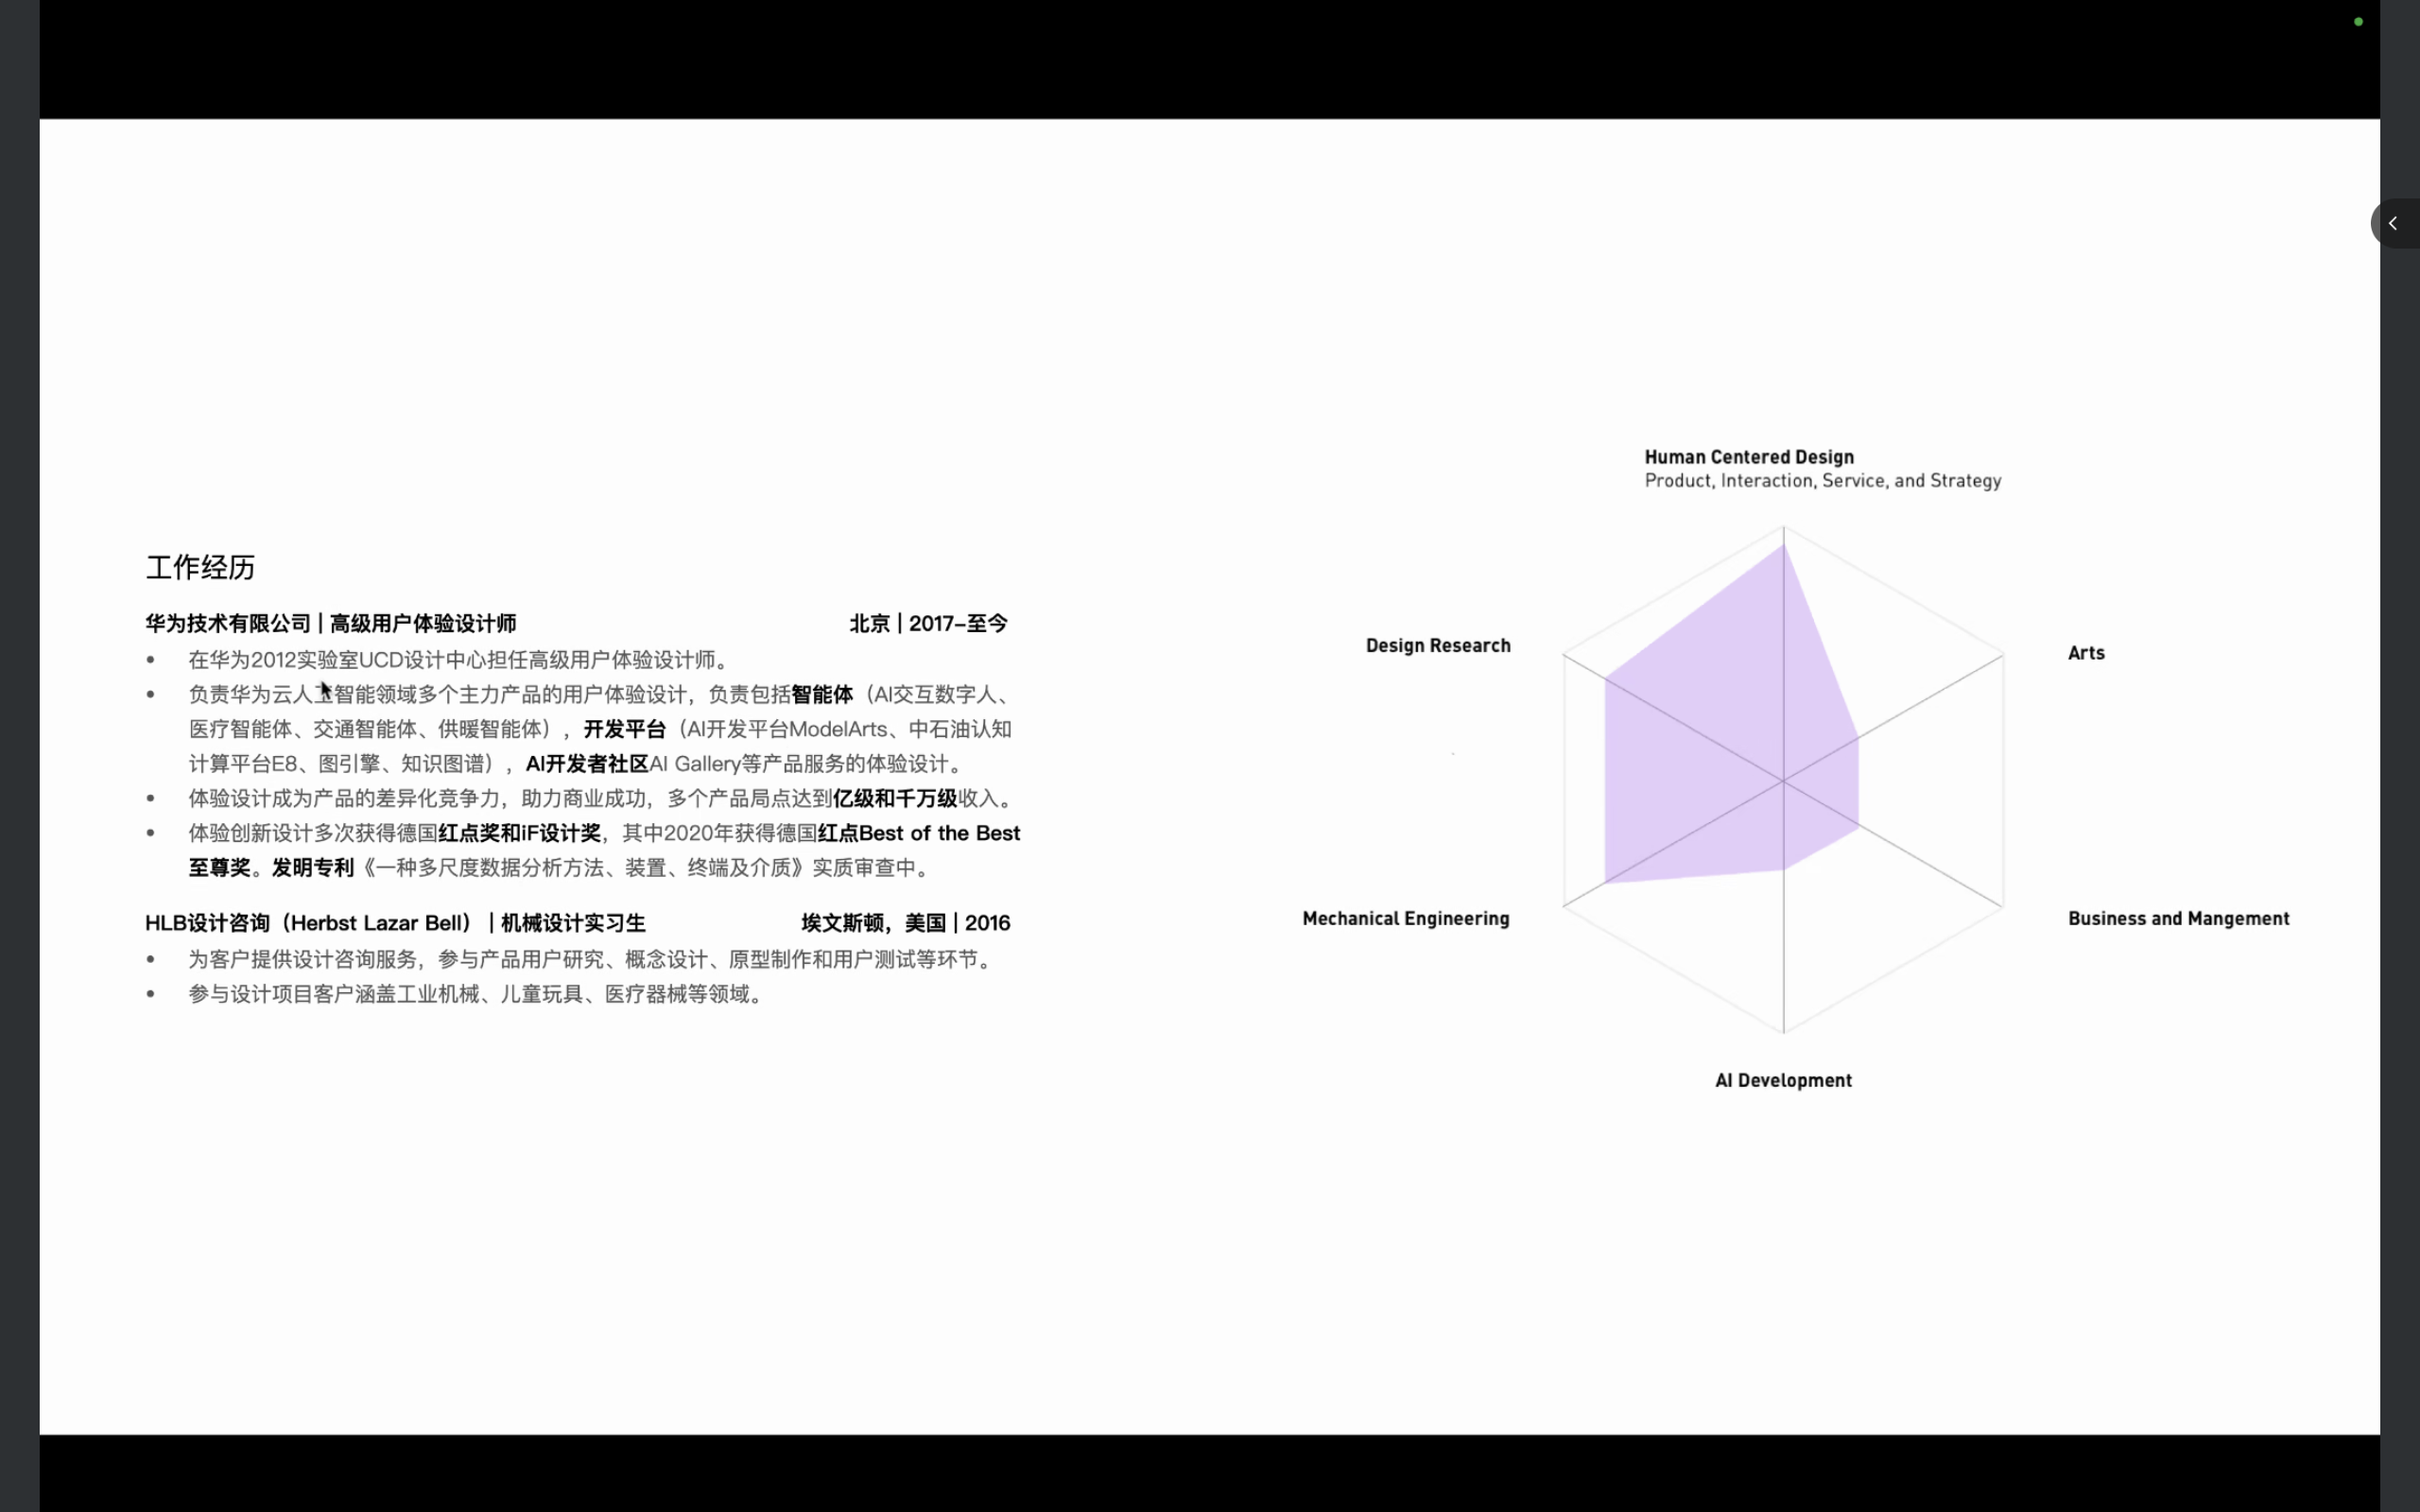 工作经历
华为技术有限公司 | 高级用户体验设计师 北京 | 2017–至今
• 在华为2012实验室UCD设计中心担任高级用户体验设计师。
• 负责华为云人工智能领域多个主力产品的用户体验设计，负责包括智能体（AI交互数字人、
医疗智能体、交通智能体、供暖智能体），开发平台（AI开发平台ModelArts、中石油认知
计算平台E8、图引擎、知识图谱），AI开发者社区AI Gallery等产品服务的体验设计。
• 体验设计成为产品的差异化竞争力，助力商业成功，多个产品局点达到亿级和千万级收入。
• 体验创新设计多次获得德国红点奖和iF设计奖，其中2020年获得德国红点Best of the Best
至尊奖。发明专利《一种多尺度数据分析方法、装置、终端及介质》实质审查中。
HLB设计咨询（Herbst Lazar Bell） | 机械设计实习生 埃文斯顿，美国 | 2016
• 为客户提供设计咨询服务，参与产品用户研究、概念设计、原型制作和用户测试等环节。
• 参与设计项目客户涵盖工业机械、儿童玩具、医疗器械等领域。
Human Centered Design
Product, Interaction, Service, and Strategy
Design Research
Arts
Mechanical Engineering
Business and Mangement
AI Development